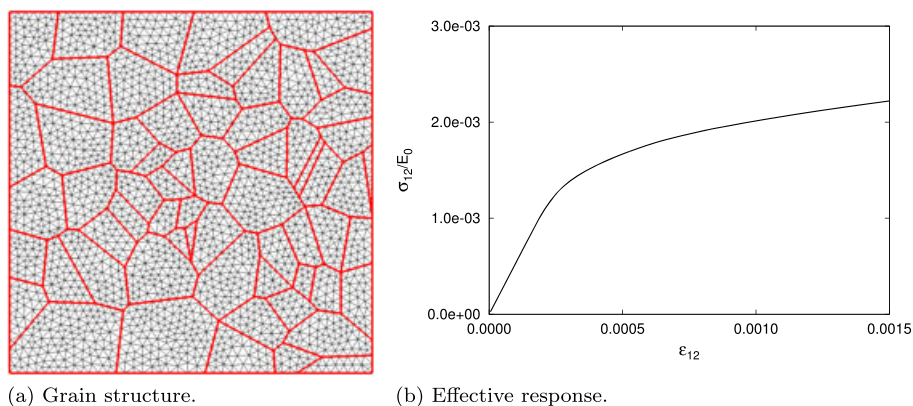 3.0e-03
2.0e-03
1.0e-03
0.0e+00
σ12/E0
0.0000
0.0005
0.0010
0.0015
ε12
(a) Grain structure.
(b) Effective response.